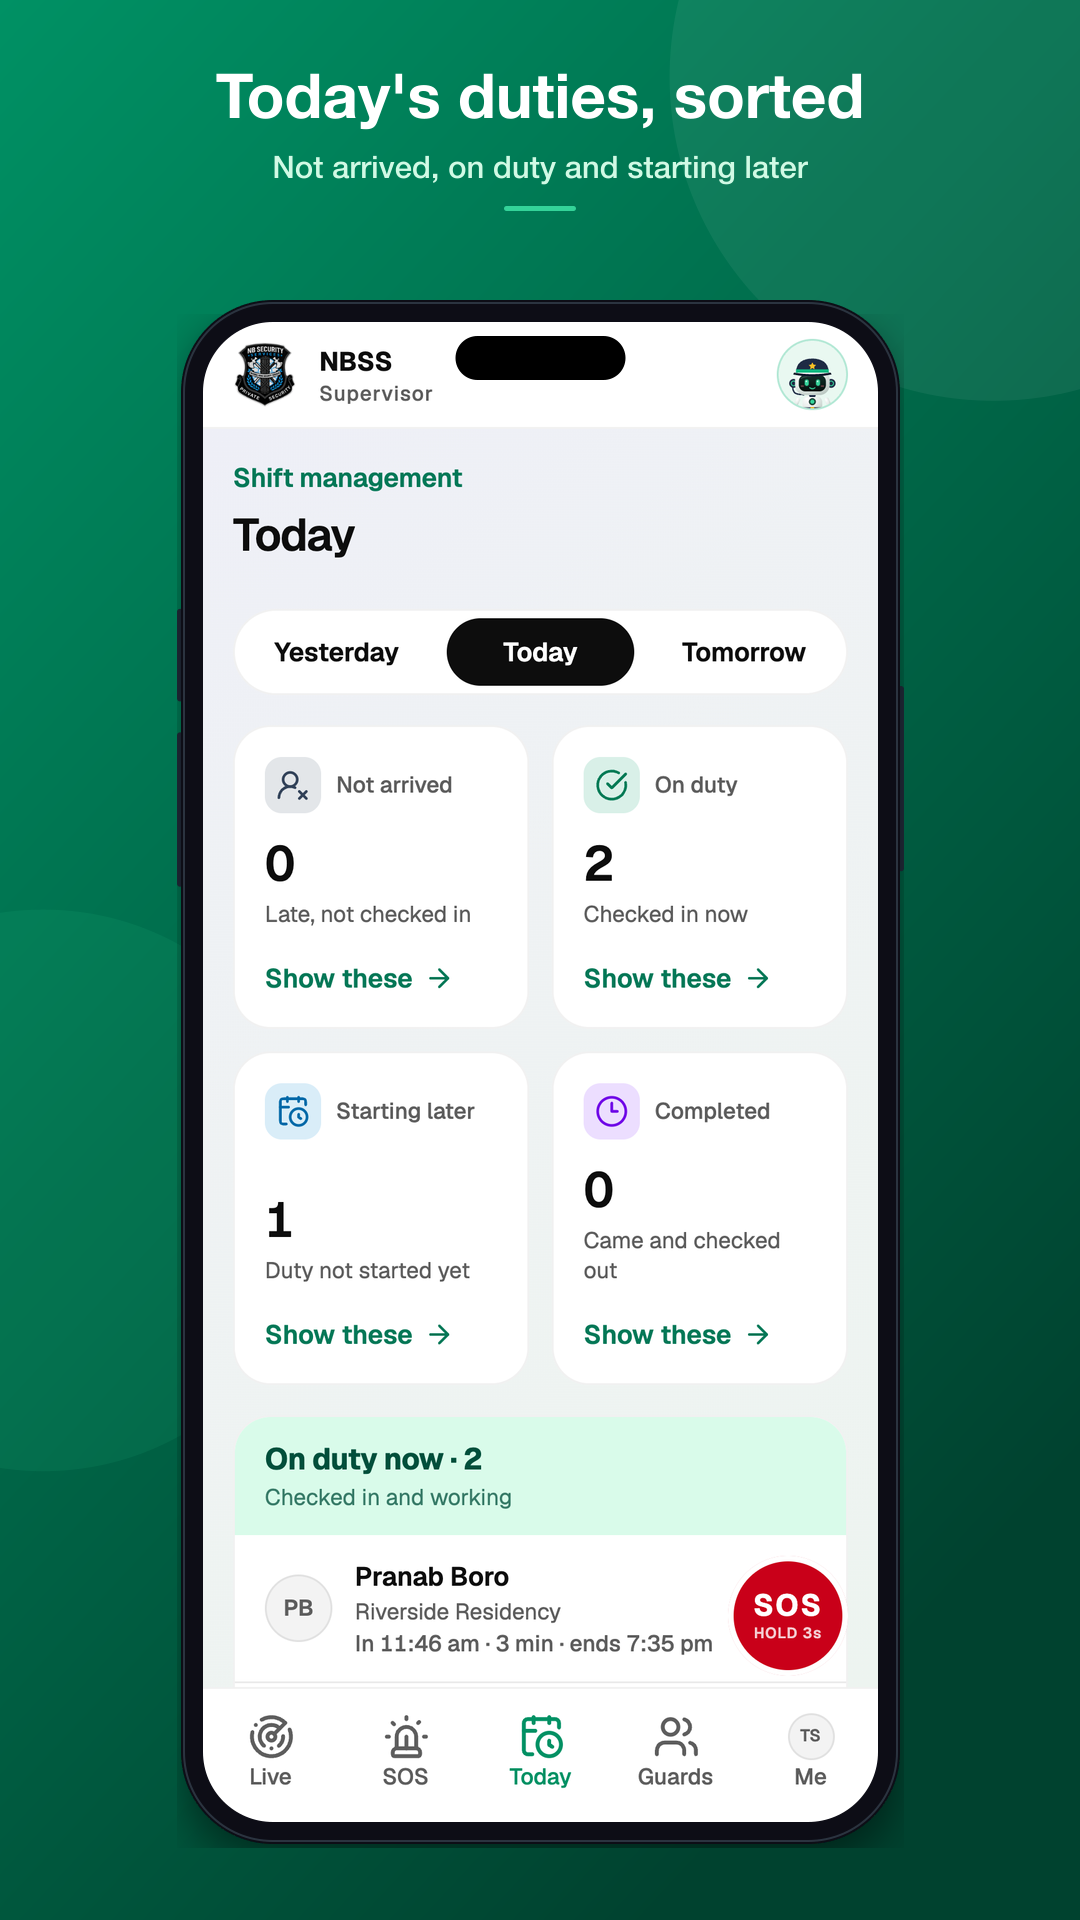 Today's duties, sorted
Not arrived, on duty and starting later
NB SECURITY
PRIVATE SECURITY
NBSS
Supervisor
Shift management
Today
Yesterday
Today
Tomorrow
Not arrived
0
Late, not checked in
Show these
On duty
2
Checked in now
Show these
Starting later
1
Duty not started yet
Show these
Completed
0
Came and checked
out
Show these
On duty now · 2
Checked in and working
PB
Pranab Boro
Riverside Residency
In 11:46 am · 3 min · ends 7:35 pm
SOS
HOLD 3s
Live
SOS
Today
Guards
TS
Me